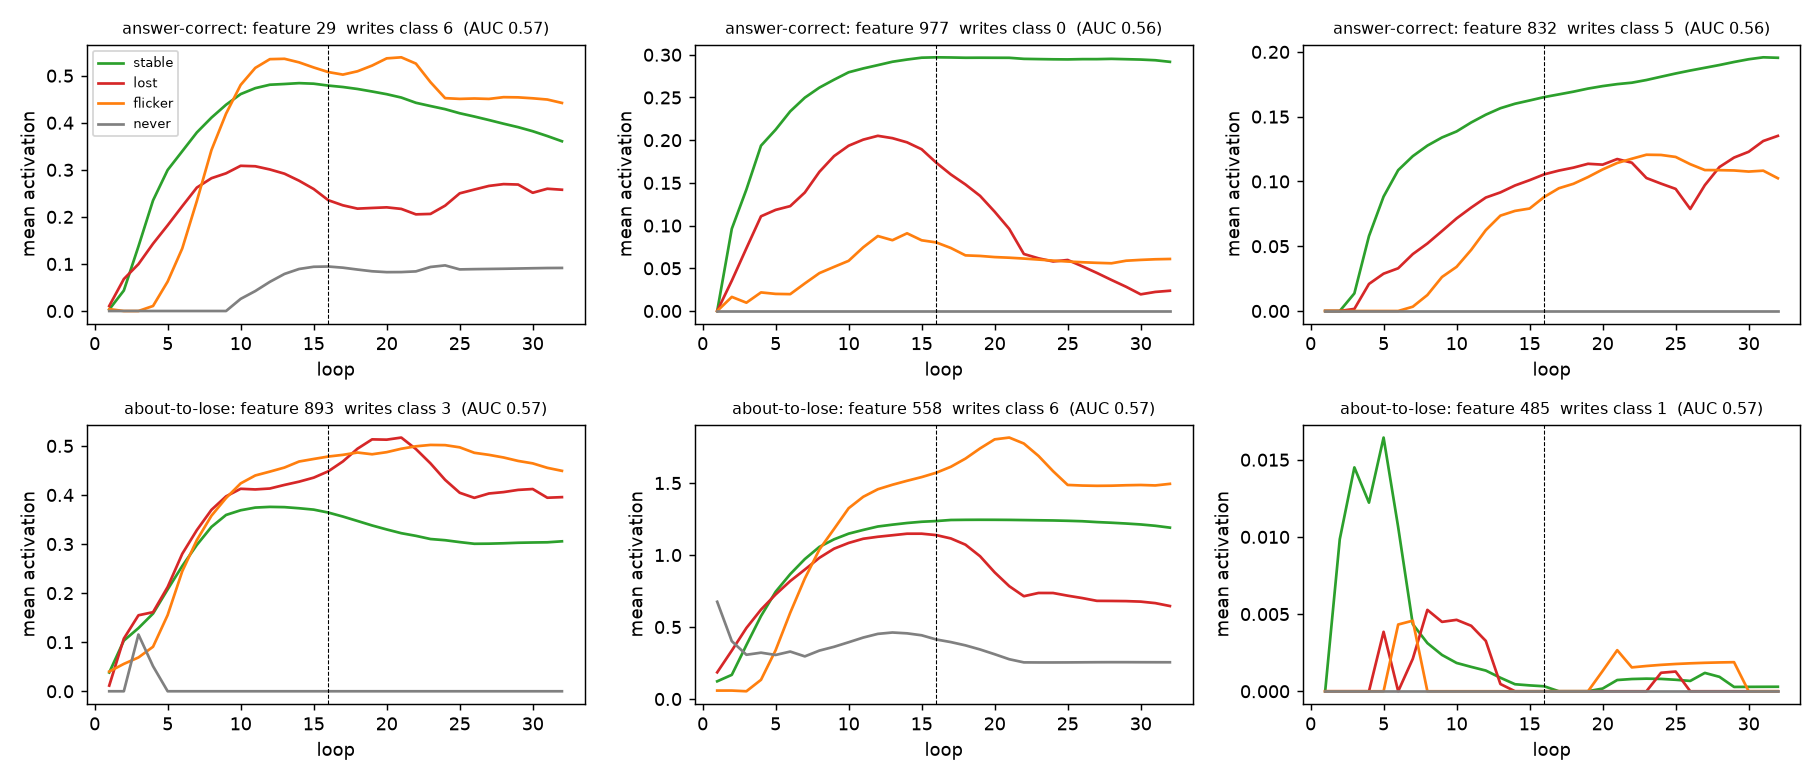 answer-correct: feature 29  writes class 6  (AUC 0.57)
mean activation
0.5
0.4
0.3
0.2
0.1
0.0
stable
lost
flicker
never
0 5 10 15 20 25 30
loop
answer-correct: feature 977  writes class 0  (AUC 0.56)
mean activation
0.30
0.25
0.20
0.15
0.10
0.05
0.00
0 5 10 15 20 25 30
loop
answer-correct: feature 832  writes class 5  (AUC 0.56)
mean activation
0.20
0.15
0.10
0.05
0.00
0 5 10 15 20 25 30
loop
about-to-lose: feature 893  writes class 3  (AUC 0.57)
mean activation
0.5
0.4
0.3
0.2
0.1
0.0
0 5 10 15 20 25 30
loop
about-to-lose: feature 558  writes class 6  (AUC 0.57)
mean activation
1.5
1.0
0.5
0.0
0 5 10 15 20 25 30
loop
about-to-lose: feature 485  writes class 1  (AUC 0.57)
mean activation
0.015
0.010
0.005
0.000
0 5 10 15 20 25 30
loop